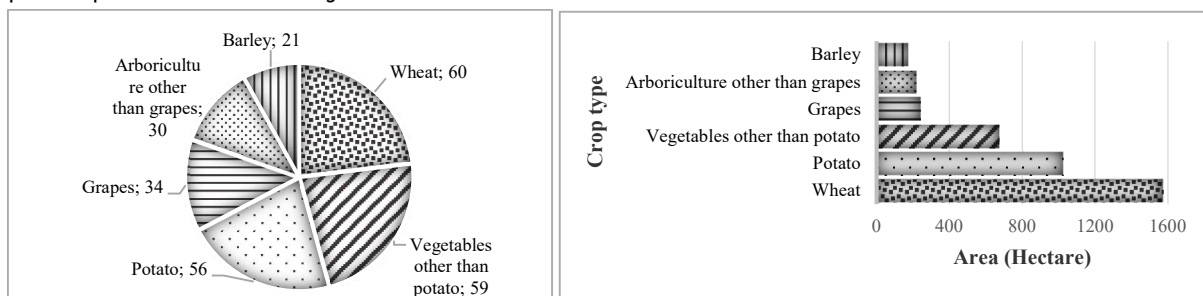 Barley; 21
Wheat; 60
Arboricultu
re other
than grapes;
30
Grapes; 34
Potato; 56
Vegetables
other than
potato; 59
Crop type
Barley
Arboriculture other than grapes
Grapes
Vegetables other than potato
Potato
Wheat
0 400 800 1200 1600
Area (Hectare)